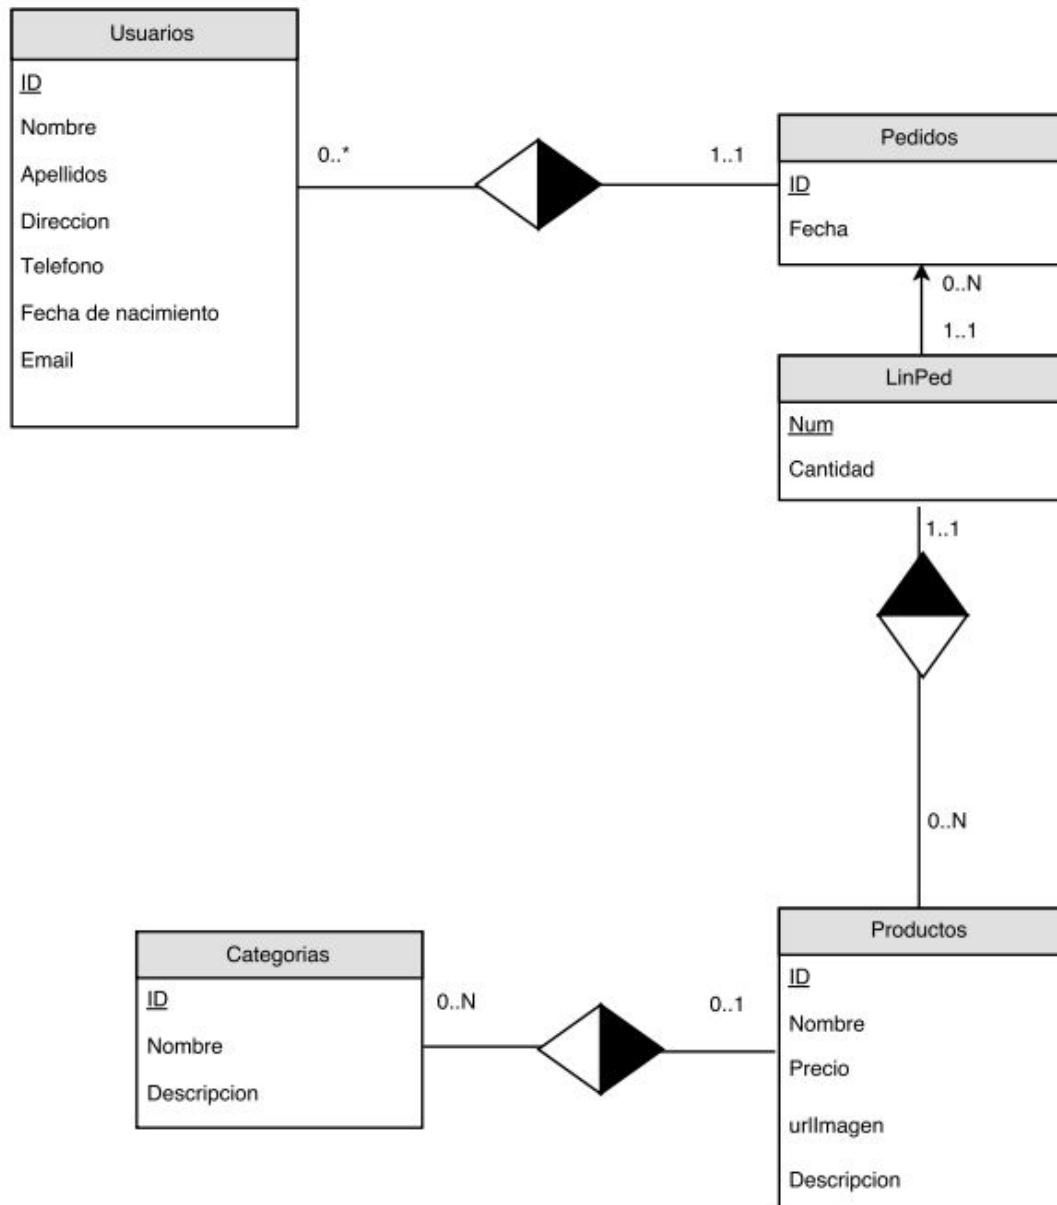 Usuarios
ID
Nombre
Apellidos
Direccion
Telefono
Fecha de nacimiento
Email
0..*
1..1
Pedidos
ID
Fecha
0..N
1..1
LinPed
Num
Cantidad
1..1
0..N
Categorias
ID
Nombre
Descripcion
0..N
0..1
Productos
ID
Nombre
Precio
urlImagen
Descripcion